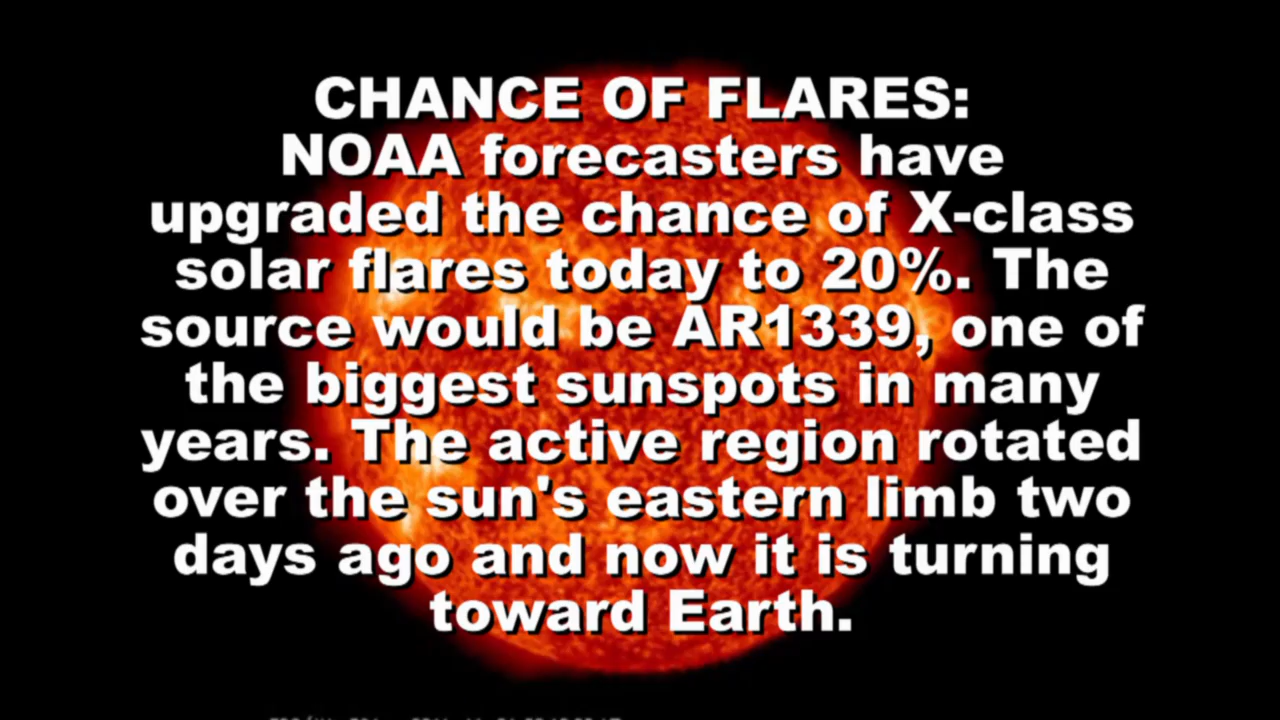 CHANCE OF FLARES:
NOAA forecasters have
upgraded the chance of X-class
solar flares today to 20%. The
source would be AR1339, one of
the biggest sunspots in many
years. The active region rotated
over the sun's eastern limb two
days ago and now it is turning
toward Earth.